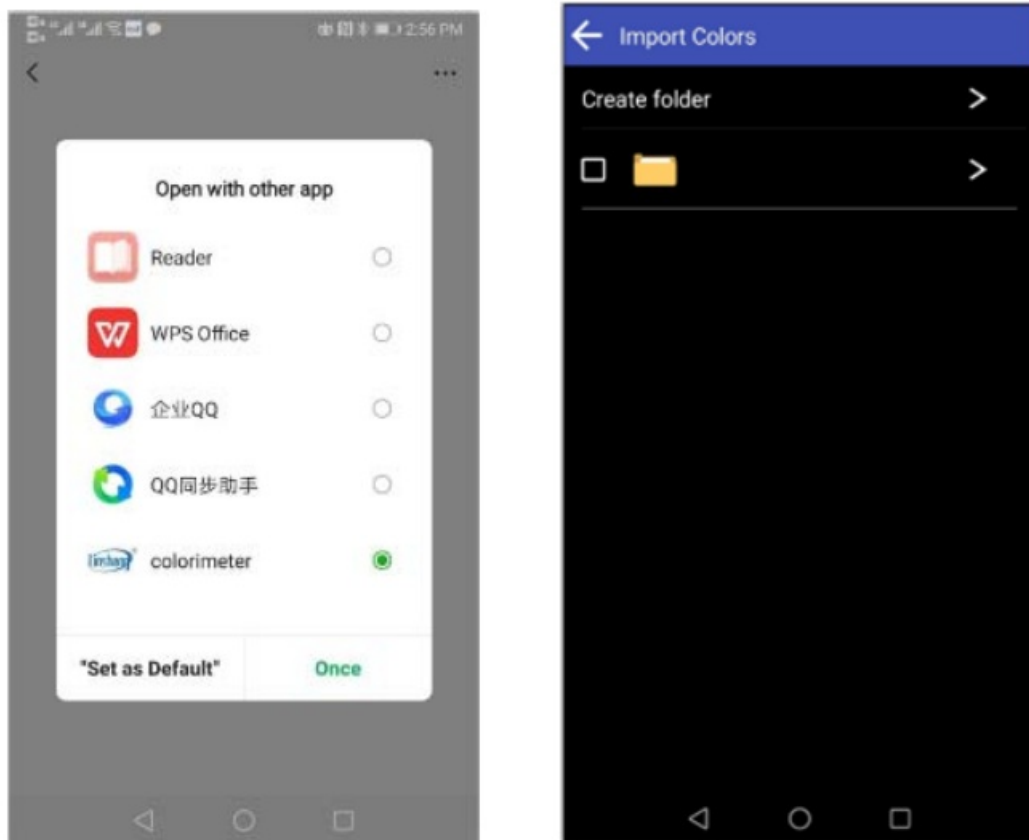 2:56 PM
Open with other app
Reader
WPS Office
企业QQ
QQ同步助手
colorimeter
"Set as Default"
Once
Import Colors
Create folder